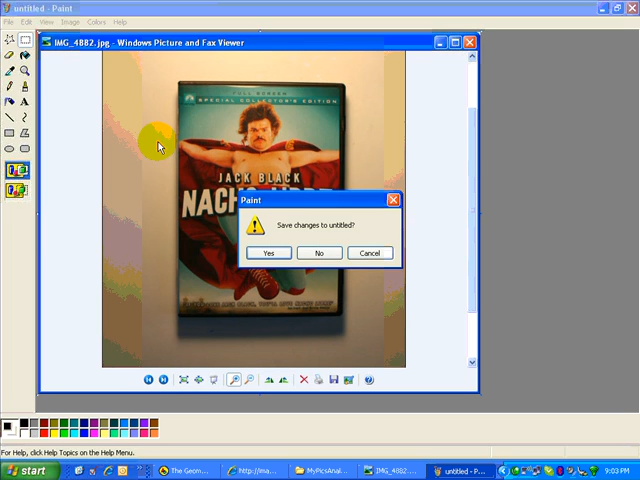 untitled - Paint
File Edit View Image Colors Help
IMG_4882.jpg - Windows Picture and Fax Viewer
FULL SCREEN
SPECIAL COLLECTOR'S EDITION
JACK BLACK
NACHO
Paint
Save changes to untitled?
Yes No Cancel
For Help, click Help Topics on the Help Menu.
start
The Geom...
http://ima...
MyPicsAnal...
IMG_4882....
untitled - P...
9:03 PM